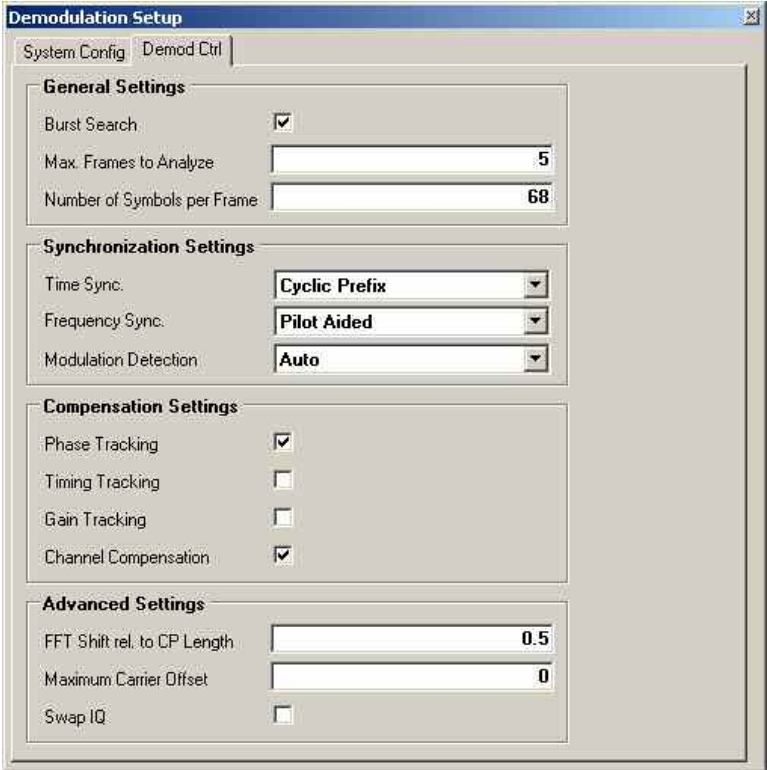 Demodulation Setup
System Config Demod Ctrl
General Settings
Burst Search
Max. Frames to Analyze 5
Number of Symbols per Frame 68
Synchronization Settings
Time Sync. Cyclic Prefix
Frequency Sync. Pilot Aided
Modulation Detection Auto
Compensation Settings
Phase Tracking
Timing Tracking
Gain Tracking
Channel Compensation
Advanced Settings
FFT Shift rel. to CP Length 0.5
Maximum Carrier Offset 0
Swap IQ